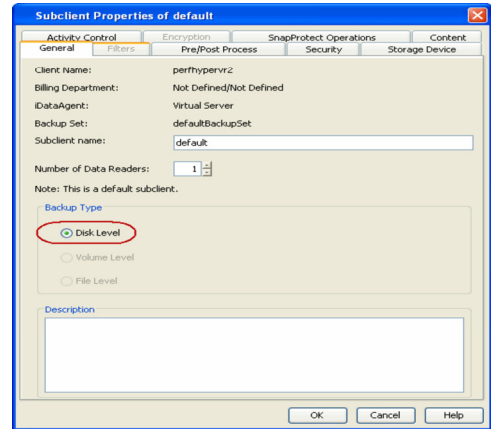 Subclient Properties of default
Activity Control Encryption SnapProtect Operations Content
General Filters Pre/Post Process Security Storage Device
Client Name: perfhypervr2
Billing Department: Not Defined/Not Defined
iDataAgent: Virtual Server
Backup Set: defaultBackupSet
Subclient name: default
Number of Data Readers: 1
Note: This is a default subclient.
Backup Type
Disk Level
Volume Level
File Level
Description
OK Cancel Help